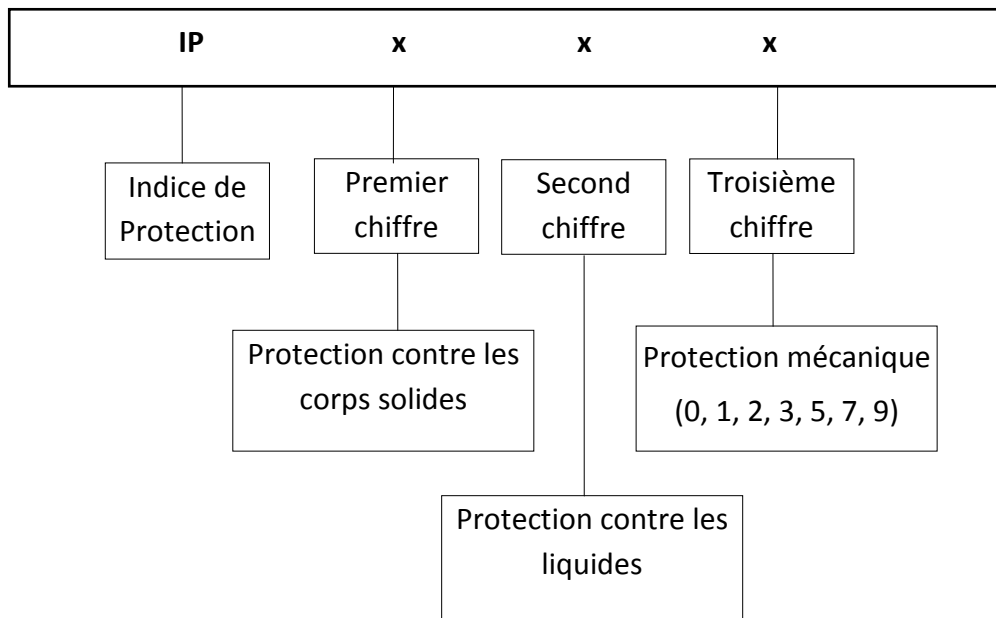 IP x x x
Indice de
Protection
Premier
chiffre
Second
chiffre
Troisième
chiffre
Protection contre les
corps solides
Protection mécanique
(0, 1, 2, 3, 5, 7, 9)
Protection contre les
liquides